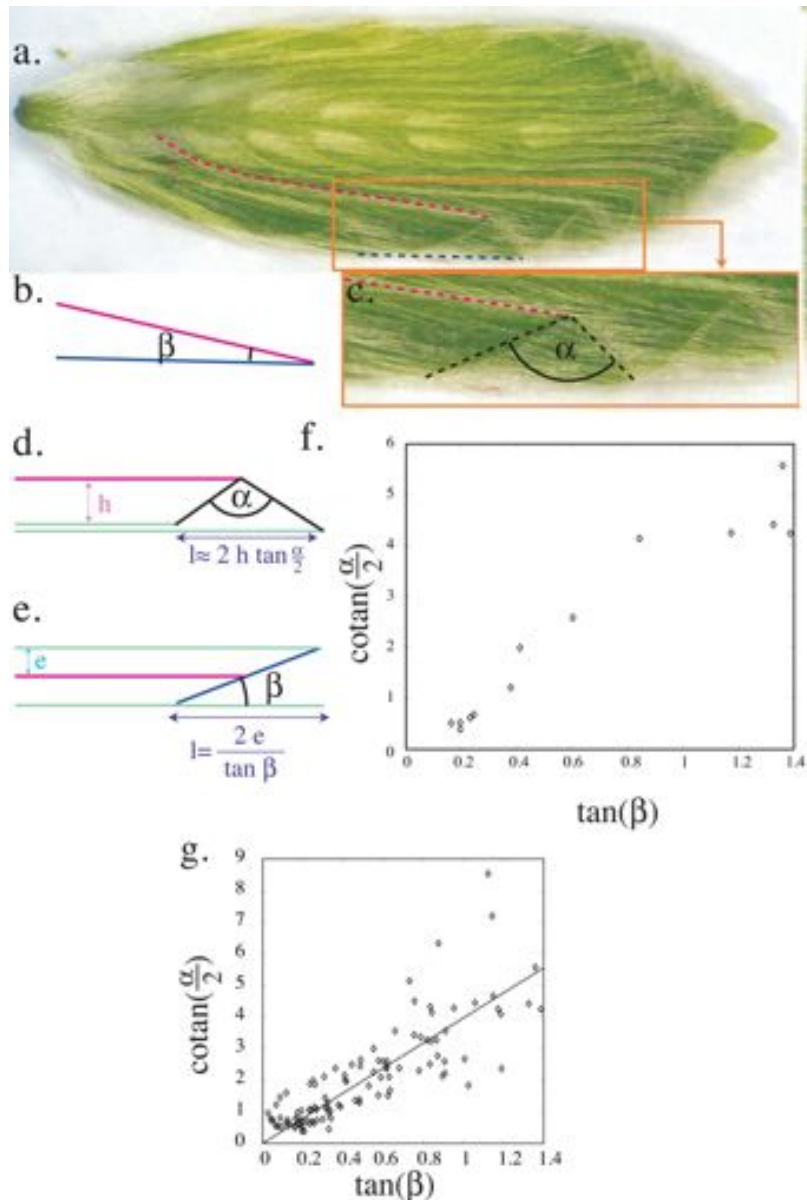 a.
b.
β
c.
α
d.
h
α
l≈ 2 h tan α/2
e.
e
β
l= 2 e / tan β
f.
6
5
4
3
2
1
0
cotan(α/2)
0 0.2 0.4 0.6 0.8 1 1.2 1.4
tan(β)
g.
9
8
7
6
5
4
3
2
1
0
cotan(α/2)
0 0.2 0.4 0.6 0.8 1 1.2 1.4
tan(β)